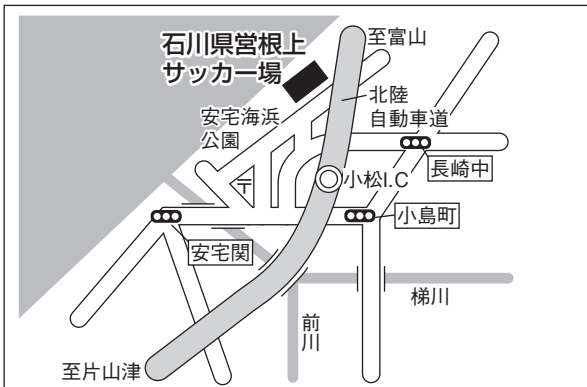 石川県営根上
サッカー場
至富山
北陸
自動車道
安宅海浜
公園
長崎中
〒
小松I.C
小島町
安宅関
梯川
前川
至片山津